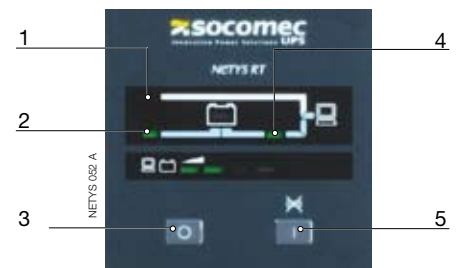 socomec
Innovative Power Solutions UPS
NETYS RT
1
2
3
4
5
NETYS 052 A
O
I